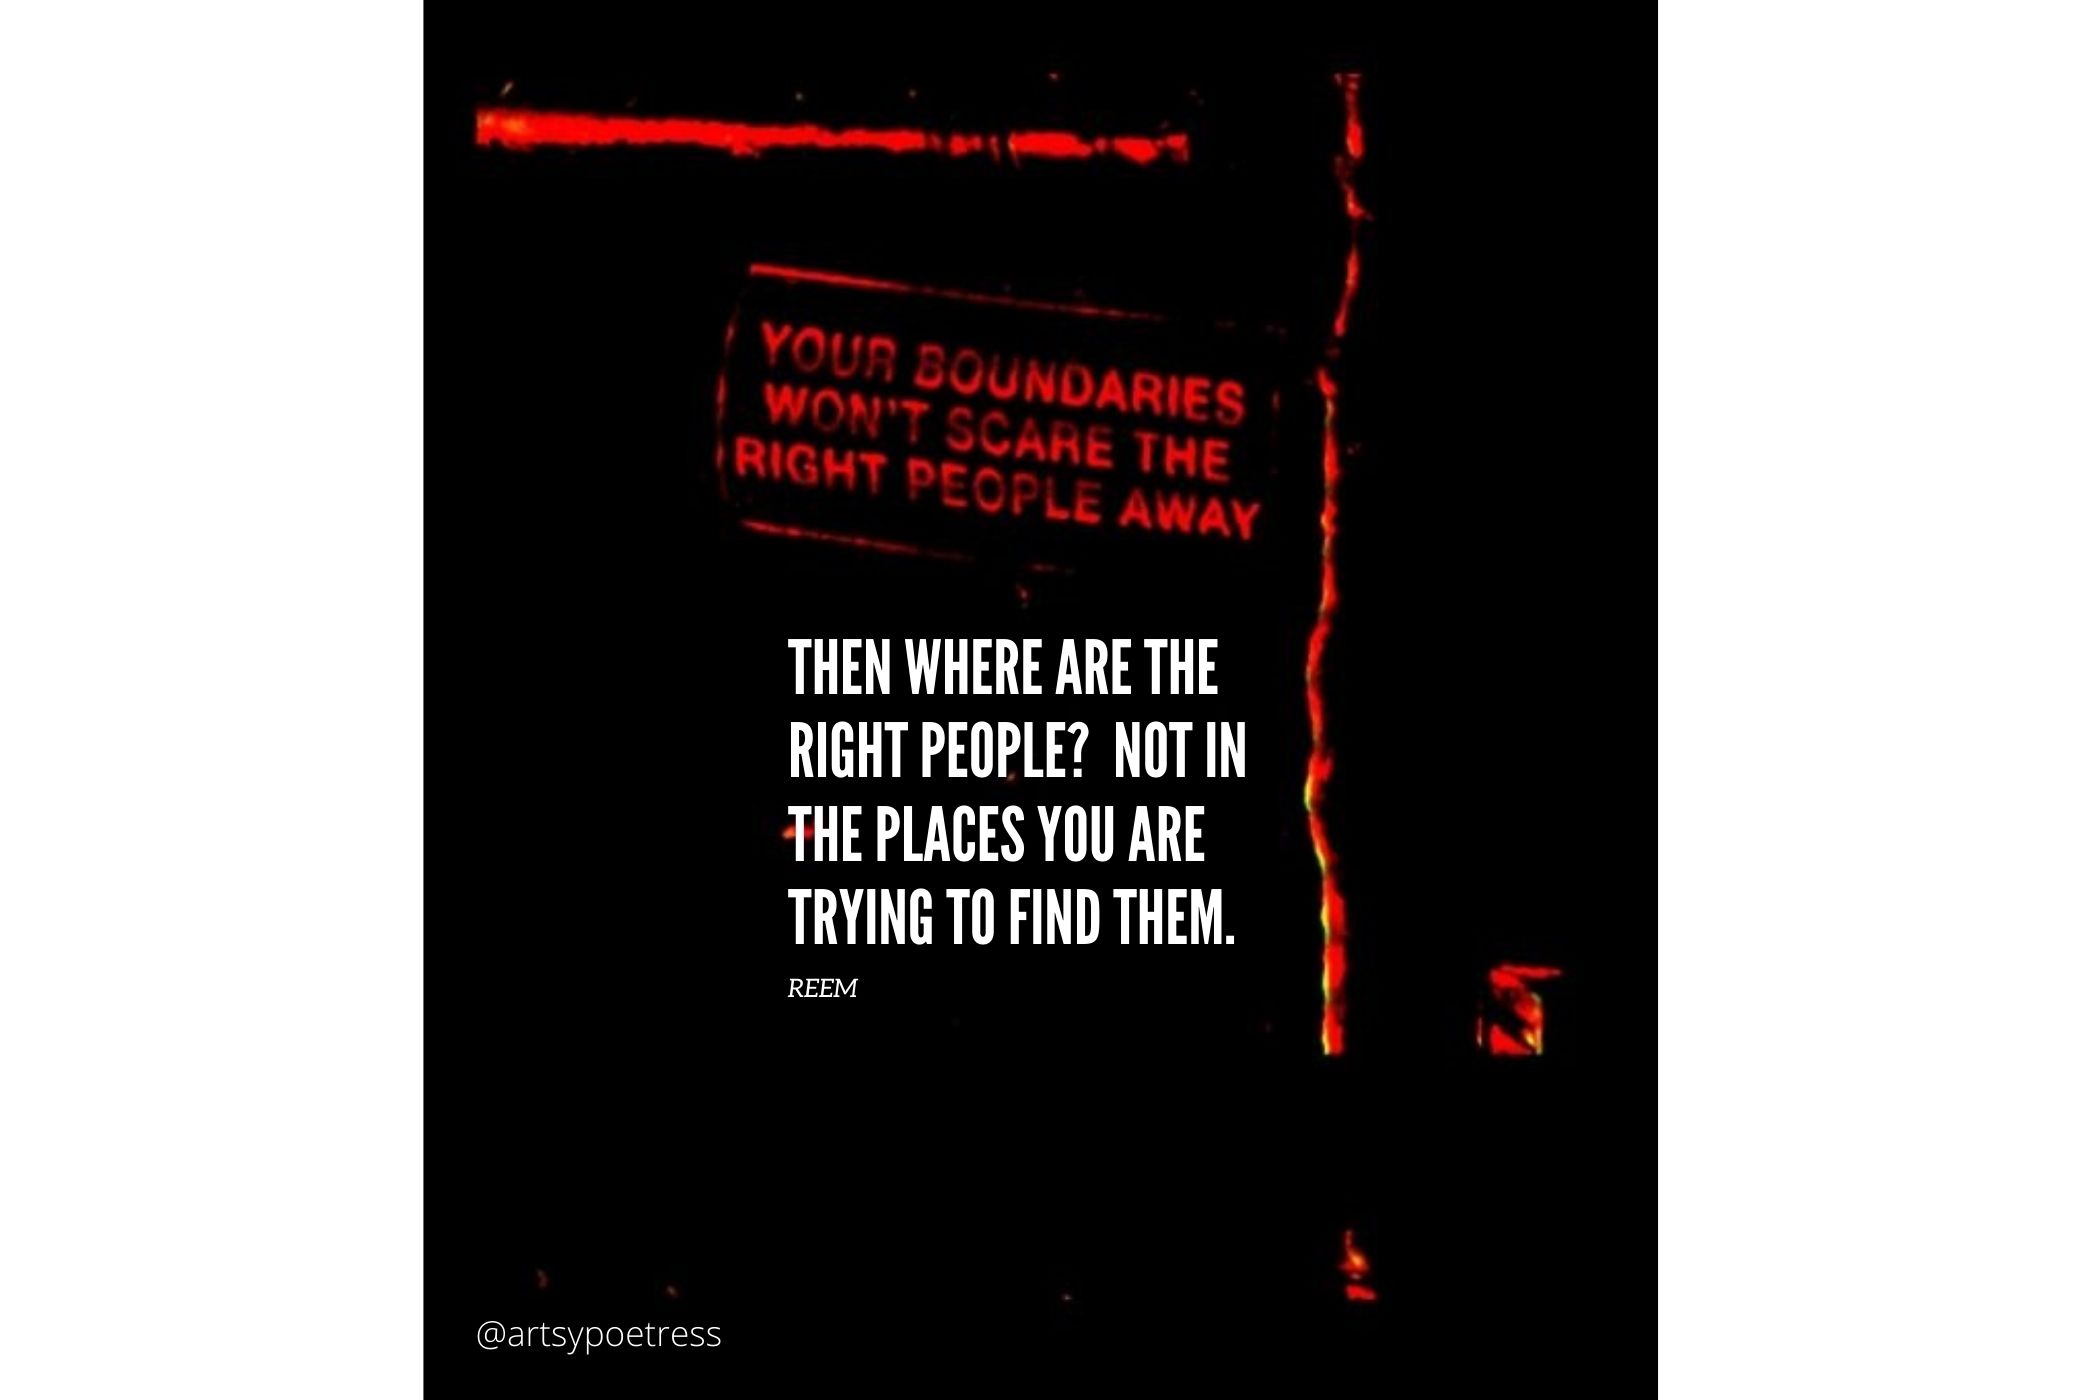 YOUR BOUNDARIES
WON'T SCARE THE
RIGHT PEOPLE AWAY
THEN WHERE ARE THE
RIGHT PEOPLE?  NOT IN
THE PLACES YOU ARE
TRYING TO FIND THEM.
REEM
@artsypoetress